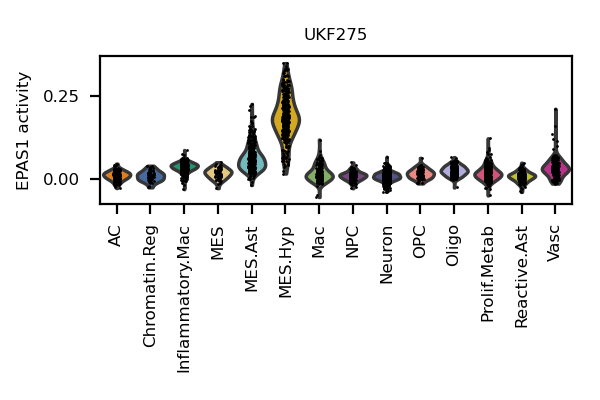 UKF275
EPAS1 activity
0.25
0.00
AC
Chromatin.Reg
Inflammatory.Mac
MES
MES.Ast
MES.Hyp
Mac
NPC
Neuron
OPC
Oligo
Prolif.Metab
Reactive.Ast
Vasc